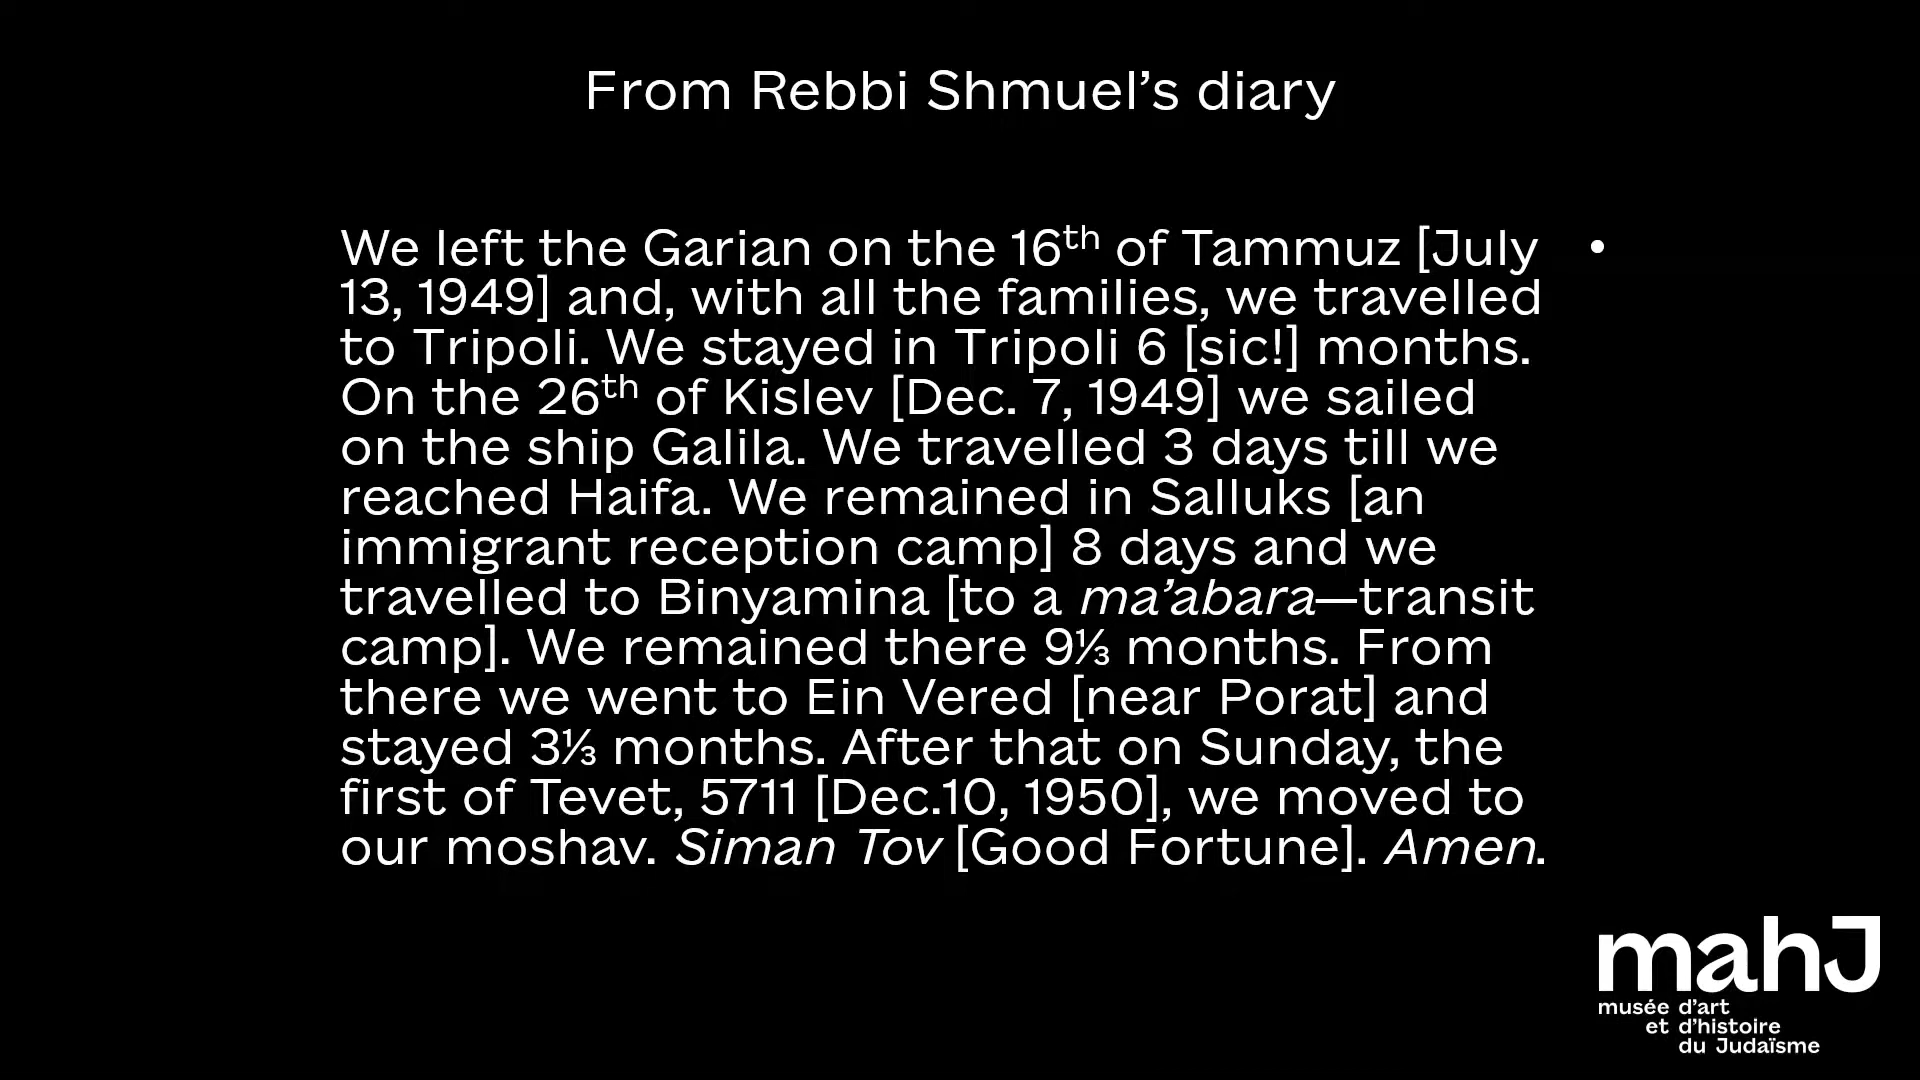 From Rebbi Shmuel’s diary
We left the Garian on the 16th of Tammuz [July •
13, 1949] and, with all the families, we travelled
to Tripoli. We stayed in Tripoli 6 [sic!] months.
On the 26th of Kislev [Dec. 7, 1949] we sailed
on the ship Galila. We travelled 3 days till we
reached Haifa. We remained in Salluks [an
immigrant reception camp] 8 days and we
travelled to Binyamina [to a ma’abara—transit
camp]. We remained there 9⅓ months. From
there we went to Ein Vered [near Porat] and
stayed 3⅓ months. After that on Sunday, the
first of Tevet, 5711 [Dec.10, 1950], we moved to
our moshav. Siman Tov [Good Fortune]. Amen.
mahJ
musée d’art
et d’histoire
du Judaïsme